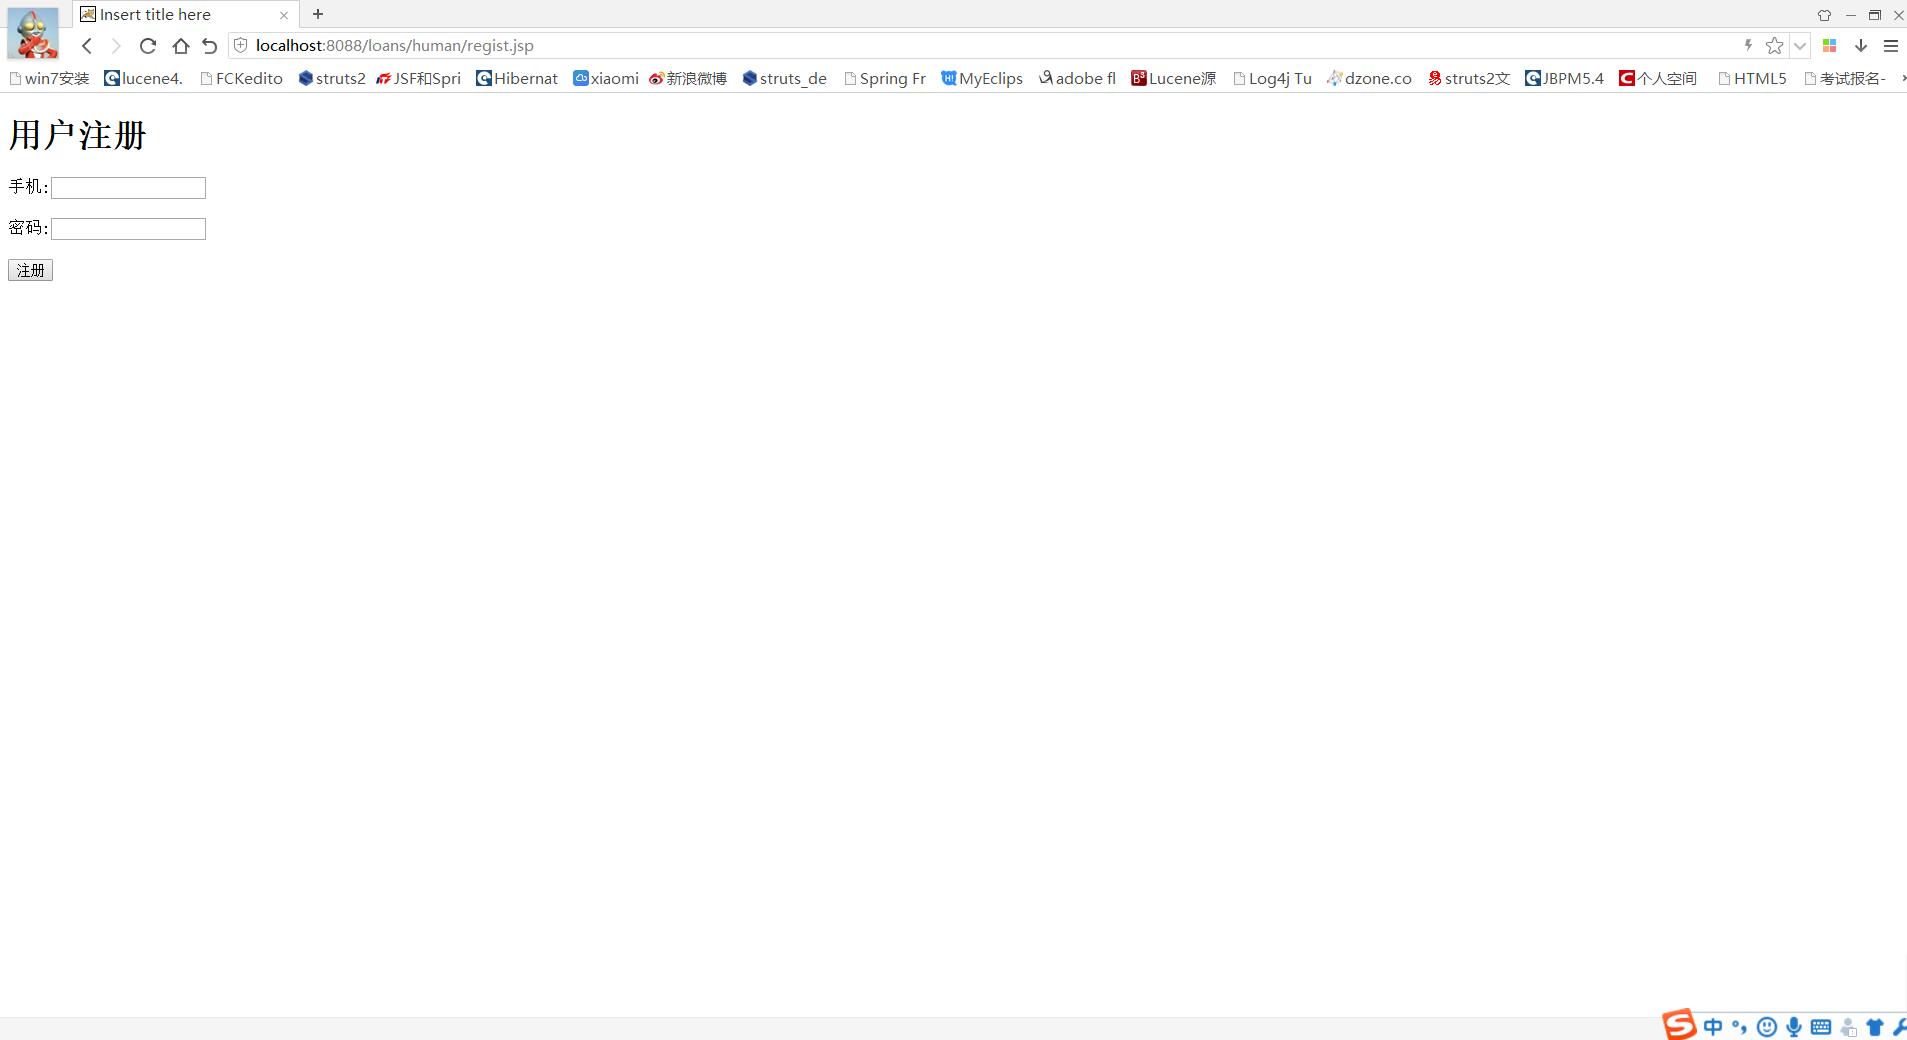 Insert title here
localhost:8088/loans/human/regist.jsp
win7安装 lucene4. FCKedito struts2 JSF和Spri Hibernat xiaomi 新浪微博 struts_de Spring Fr MyEclips adobe fl Lucene源 Log4j Tu dzone.co struts2文 JBPM5.4 个人空间 HTML5 考试报名-
用户注册
手机:
密码:
注册
中